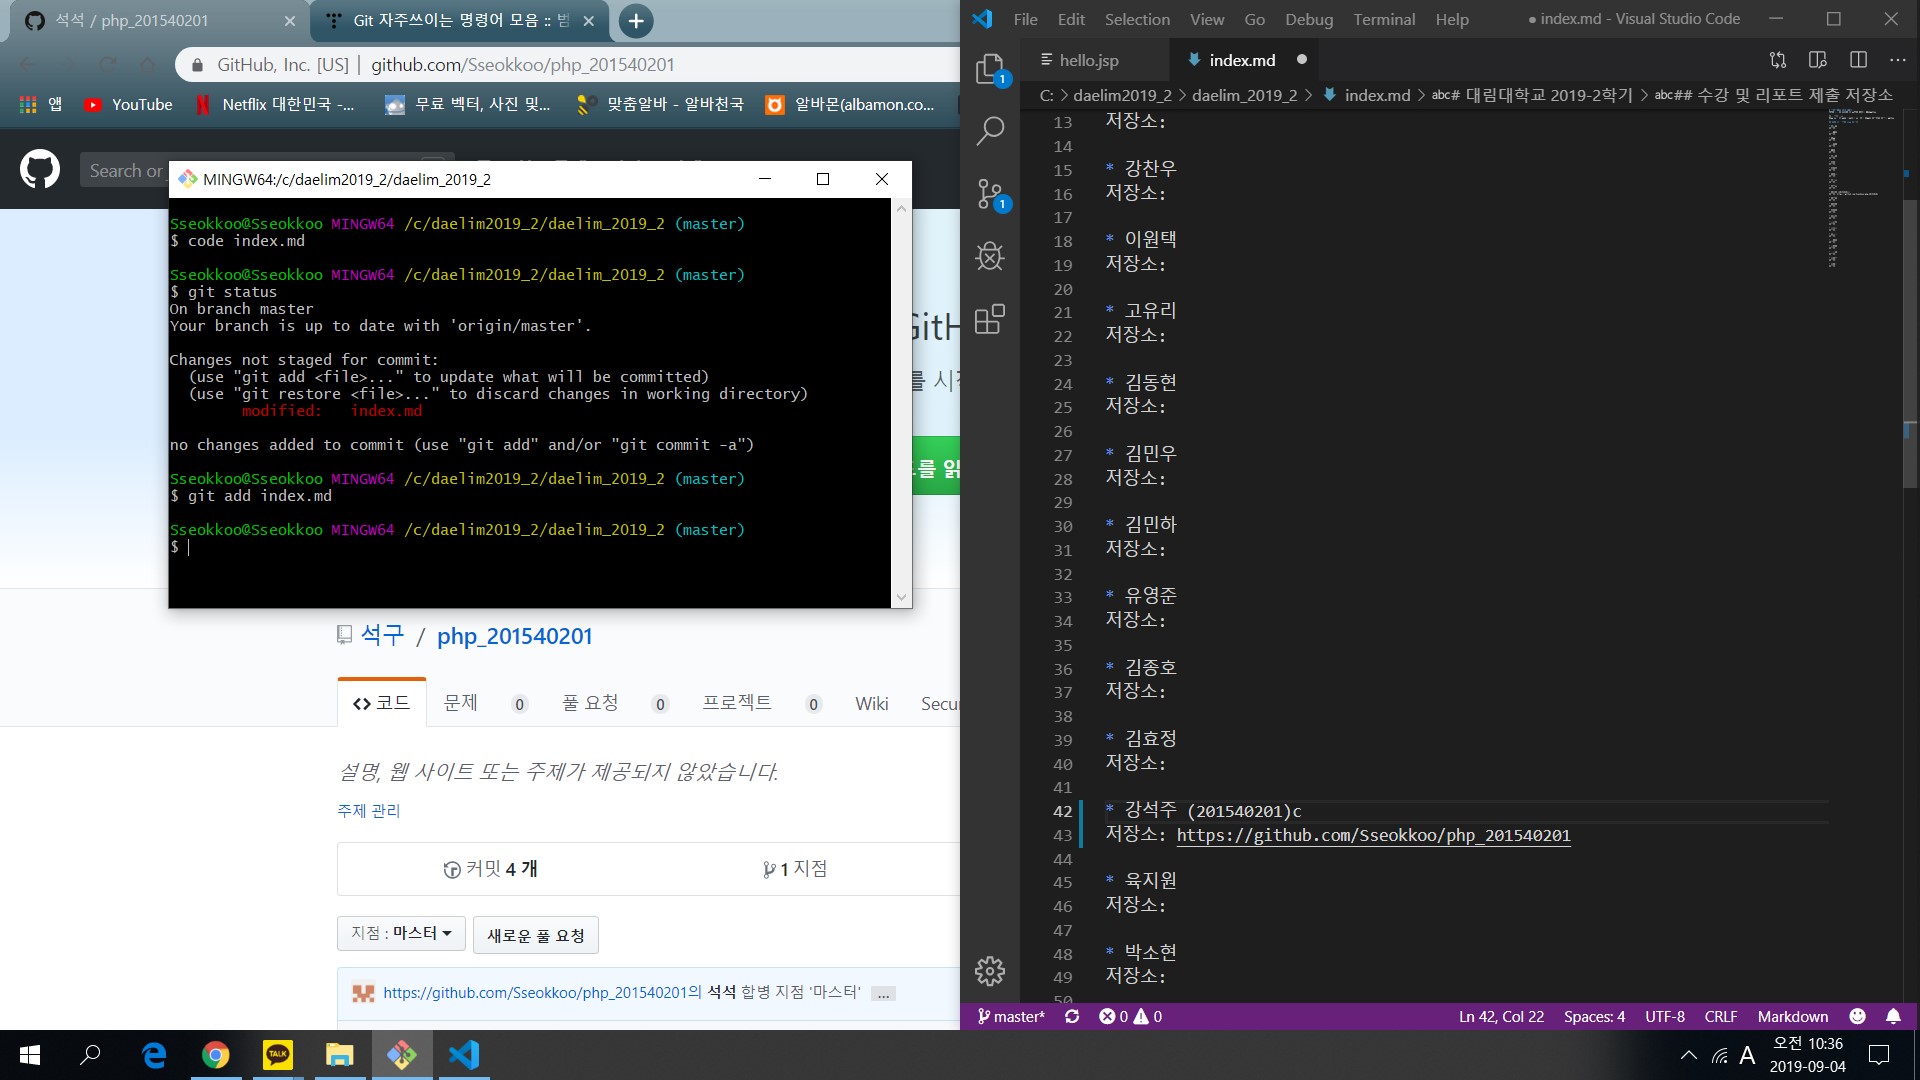 석석 / php_201540201
Git 자주쓰이는 명령어 모음 :: 범
GitHub, Inc. [US] | github.com/Sseokkoo/php_201540201
앱 YouTube Netflix 대한민국 -... 무료 벡터, 사진 및... 맞춤알바 - 알바천국 알바몬(albamon.co...
Search or
MINGW64:/c/daelim2019_2/daelim_2019_2
Sseokkoo@Sseokkoo MINGW64 /c/daelim2019_2/daelim_2019_2 (master)
$ code index.md
Sseokkoo@Sseokkoo MINGW64 /c/daelim2019_2/daelim_2019_2 (master)
$ git status
On branch master
Your branch is up to date with 'origin/master'.
Changes not staged for commit:
(use "git add <file>..." to update what will be committed)
(use "git restore <file>..." to discard changes in working directory)
modified: index.md
no changes added to commit (use "git add" and/or "git commit -a")
Sseokkoo@Sseokkoo MINGW64 /c/daelim2019_2/daelim_2019_2 (master)
$ git add index.md
Sseokkoo@Sseokkoo MINGW64 /c/daelim2019_2/daelim_2019_2 (master)
$
GitH
를 시작
드를 읽
석구 / php_201540201
코드 문제 0 풀 요청 0 프로젝트 0 Wiki Secu
설명, 웹 사이트 또는 주제가 제공되지 않았습니다.
주제 관리
커밋 4 개 1 지점
지점 : 마스터 새로운 풀 요청
https://github.com/Sseokkoo/php_201540201의 석석 합병 지점 '마스터' ...
File Edit Selection View Go Debug Terminal Help ● index.md - Visual Studio Code
hello.jsp index.md
C: > daelim2019_2 > daelim_2019_2 > index.md > abc# 대림대학교 2019-2학기 > abc## 수강 및 리포트 제출 저장소
1
1
13 저장소:
14
15 * 강찬우
16 저장소:
17
18 * 이원택
19 저장소:
20
21 * 고유리
22 저장소:
23
24 * 김동현
25 저장소:
26
27 * 김민우
28 저장소:
29
30 * 김민하
31 저장소:
32
33 * 유영준
34 저장소:
35
36 * 김종호
37 저장소:
38
39 * 김효정
40 저장소:
41
42 * 강석주 (201540201)c
43 저장소: https://github.com/Sseokkoo/php_201540201
44
45 * 육지원
46 저장소:
47
48 * 박소현
49 저장소:
50
master* 0 0 Ln 42, Col 22 Spaces: 4 UTF-8 CRLF Markdown
TALK
A 오전 10:36
2019-09-04